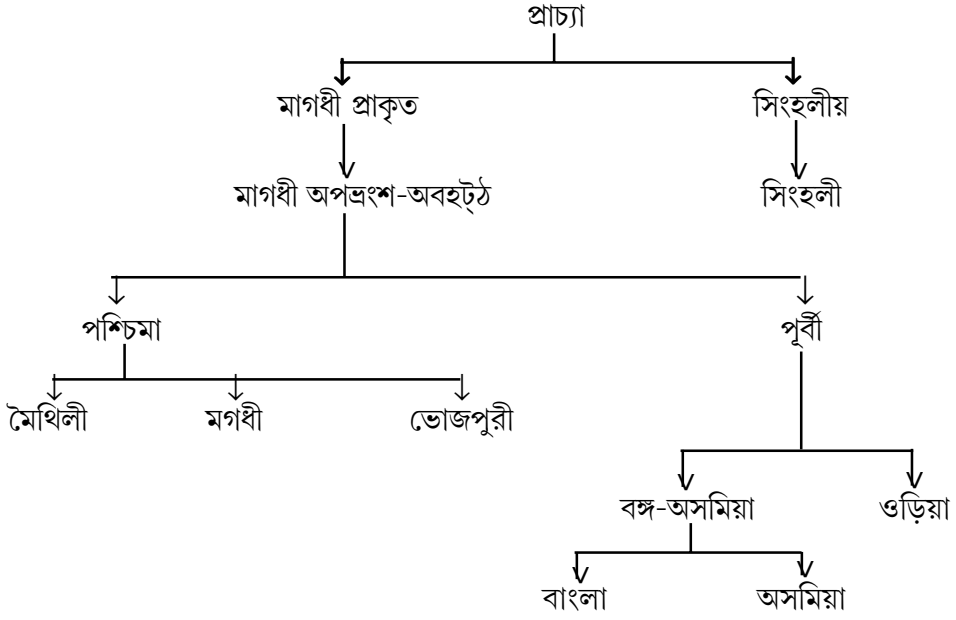 প্রাচ্যা
মাগধী প্রাকৃত
সিংহলীয়
মাগধী অপভ্রংশ-অবহট্‌ঠ
সিংহলী
পশ্চিমা
পূর্বী
মৈথিলী
মগধী
ভোজপুরী
বঙ্গ-অসমিয়া
ওড়িয়া
বাংলা
অসমিয়া